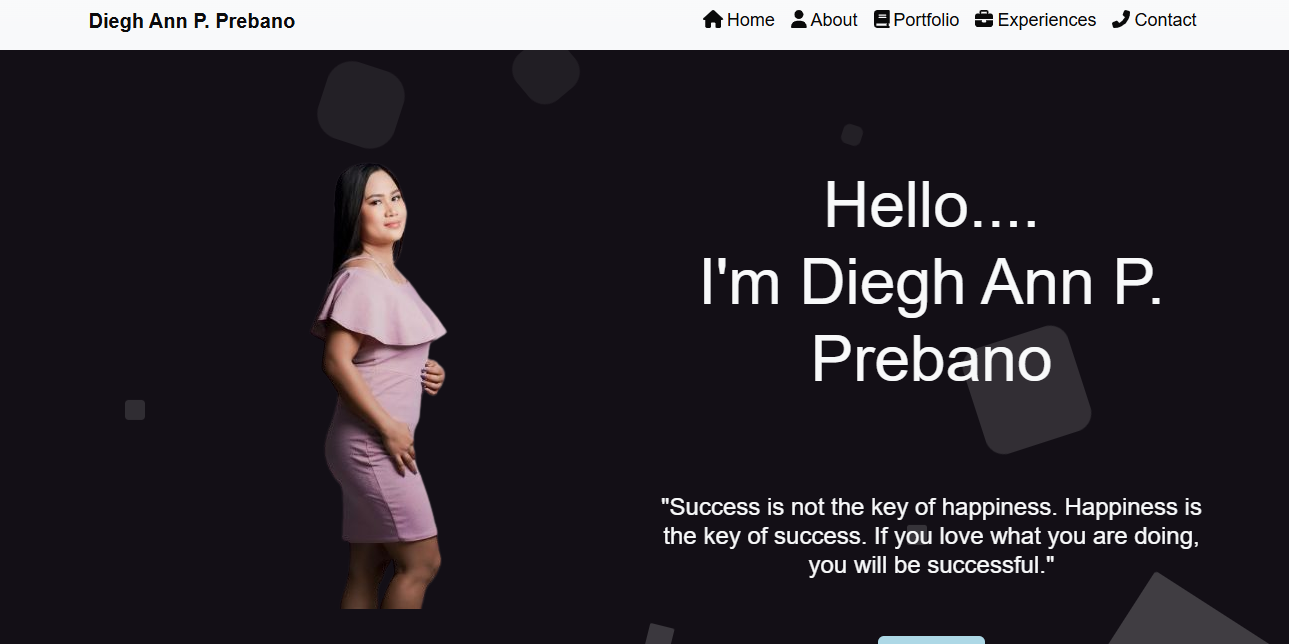 Diegh Ann P. Prebano
Home About Portfolio Experiences Contact
Hello....
I'm Diegh Ann P.
Prebano
"Success is not the key of happiness. Happiness is
the key of success. If you love what you are doing,
you will be successful."